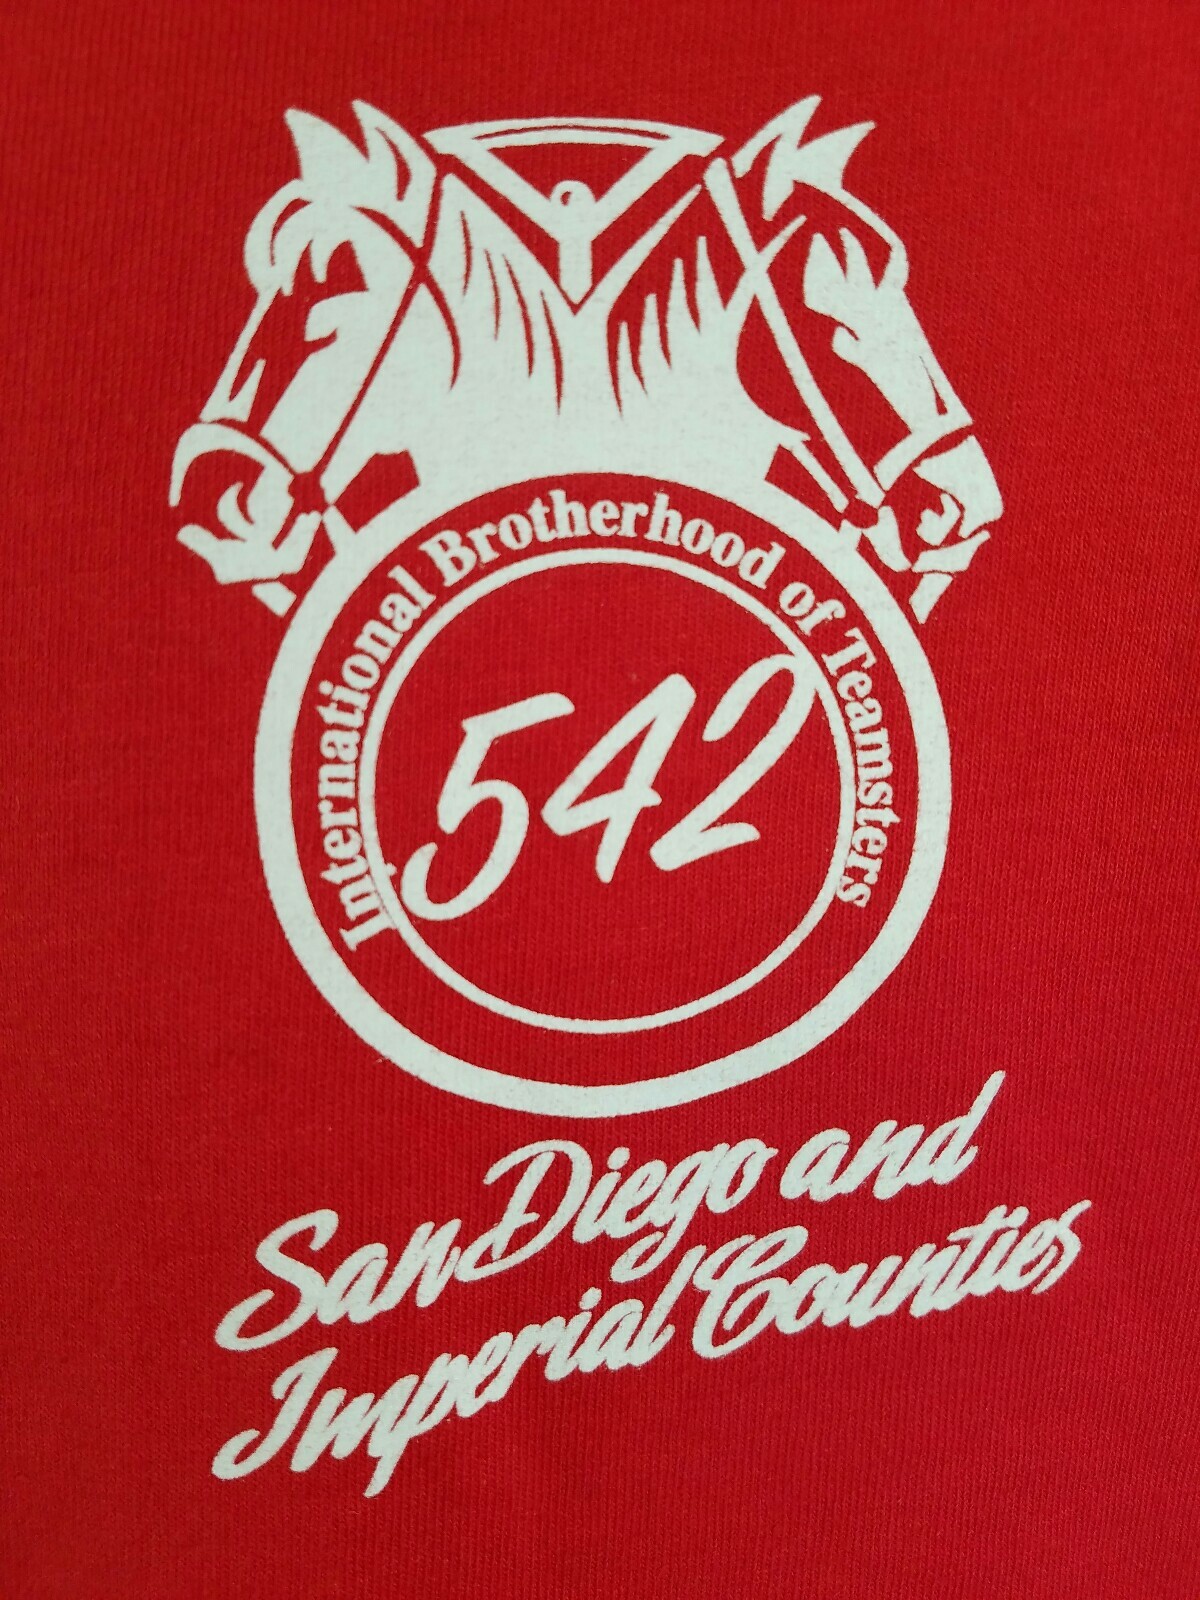 International Brotherhood of Teamsters
542
San Diego and
Imperial Counties